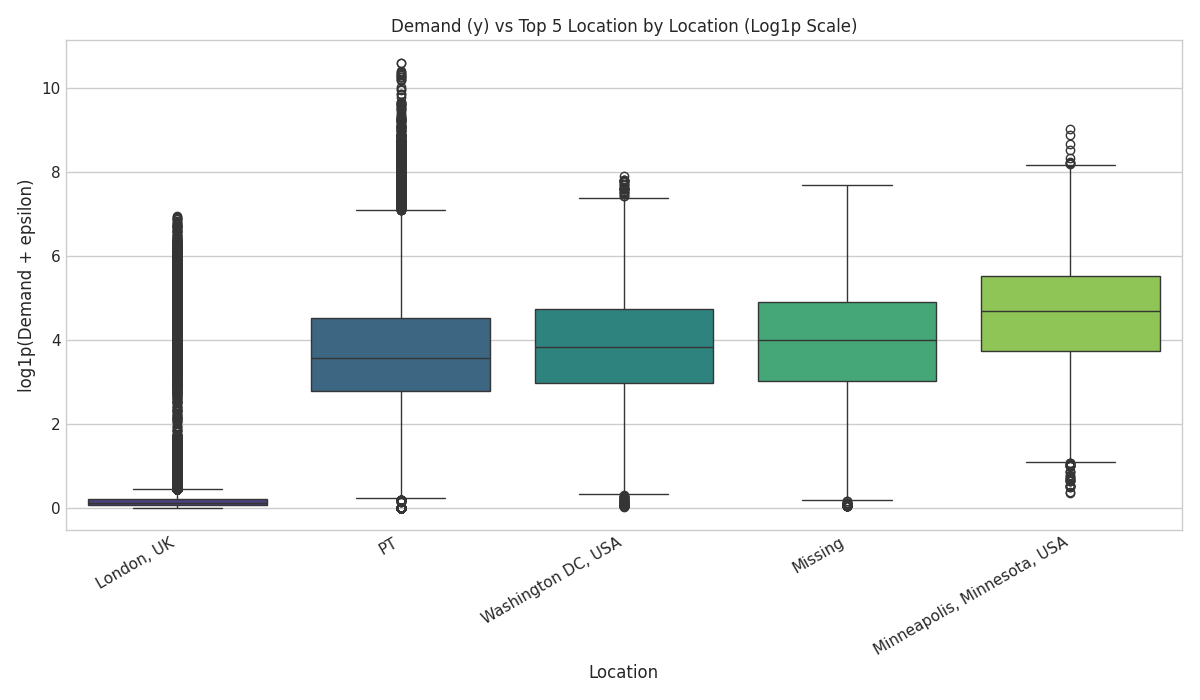 Demand (y) vs Top 5 Location by Location (Log1p Scale)
log1p(Demand + epsilon)
10
8
6
4
2
0
London, UK
PT
Washington DC, USA
Missing
Minneapolis, Minnesota, USA
Location